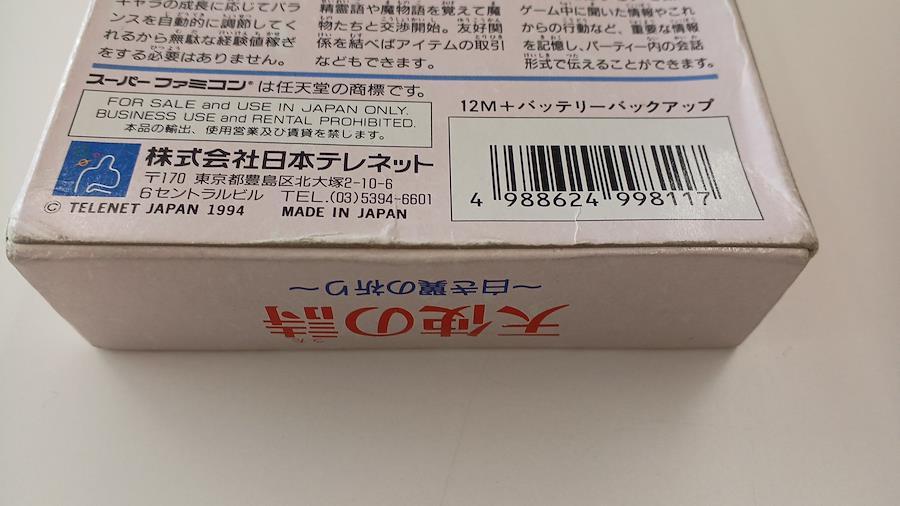 キャラの成長に応じてバラ
ンスを自動的に調節してく
れるから無駄な経験値稼ぎ
をする必要はありません。
精霊語や魔物語を覚えて魔
物たちと交渉開始。友好関
係を結べばアイテムの取引
などもできます。
ゲーム中に聞いた情報やこれ
からの行動など、重要な情報
を記憶し、パーティー内の会話
形式で伝えることができます。
スーパーファミコン®は任天堂の商標です。
FOR SALE and USE IN JAPAN ONLY.
BUSINESS USE and RENTAL PROHIBITED.
本品の輸出、使用営業及び賃貸を禁じます。
株式会社日本テレネット
〒170 東京都豊島区北大塚2-10-6
6セントラルビル TEL.(03)5394-6601
© TELENET JAPAN 1994 MADE IN JAPAN
12M+バッテリーバックアップ
4 988624 998117
天使の詩
うた
〜白き翼の祈り〜